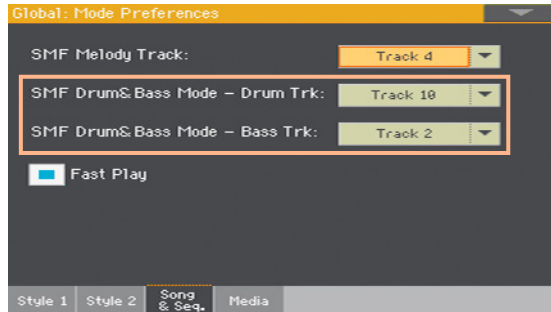 Global: Mode Preferences
SMF Melody Track: Track 4
SMF Drum&Bass Mode - Drum Trk: Track 10
SMF Drum&Bass Mode - Bass Trk: Track 2
Fast Play
Style 1 Style 2 Song & Seq. Media